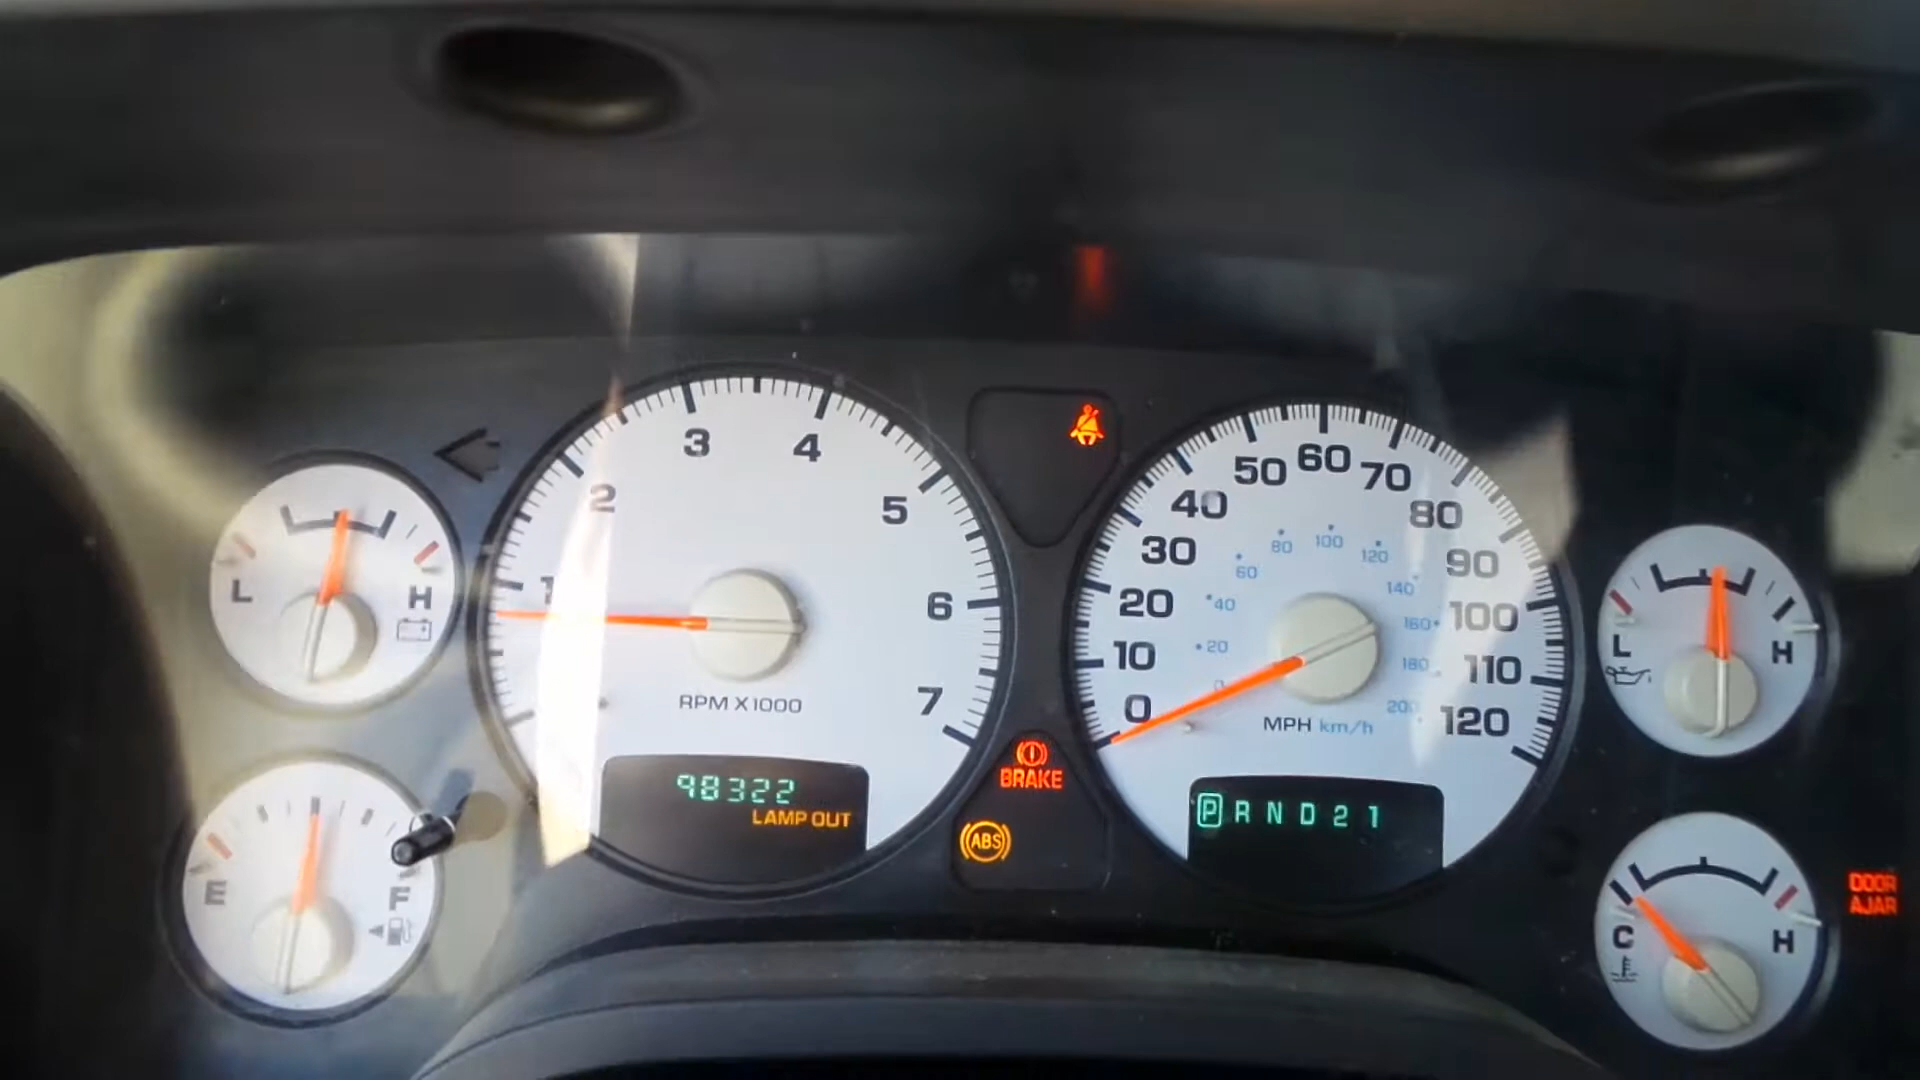 L H
E F
1 2 3 4 5 6 7
RPM X 1000
98322
LAMP OUT
BRAKE
ABS
0 10 20 30 40 50 60 70 80 90 100 110 120
0 20 40 60 80 100 120 140 160 180 200
MPH km/h
P R N D 2 1
L H
C H
DOOR
AJAR